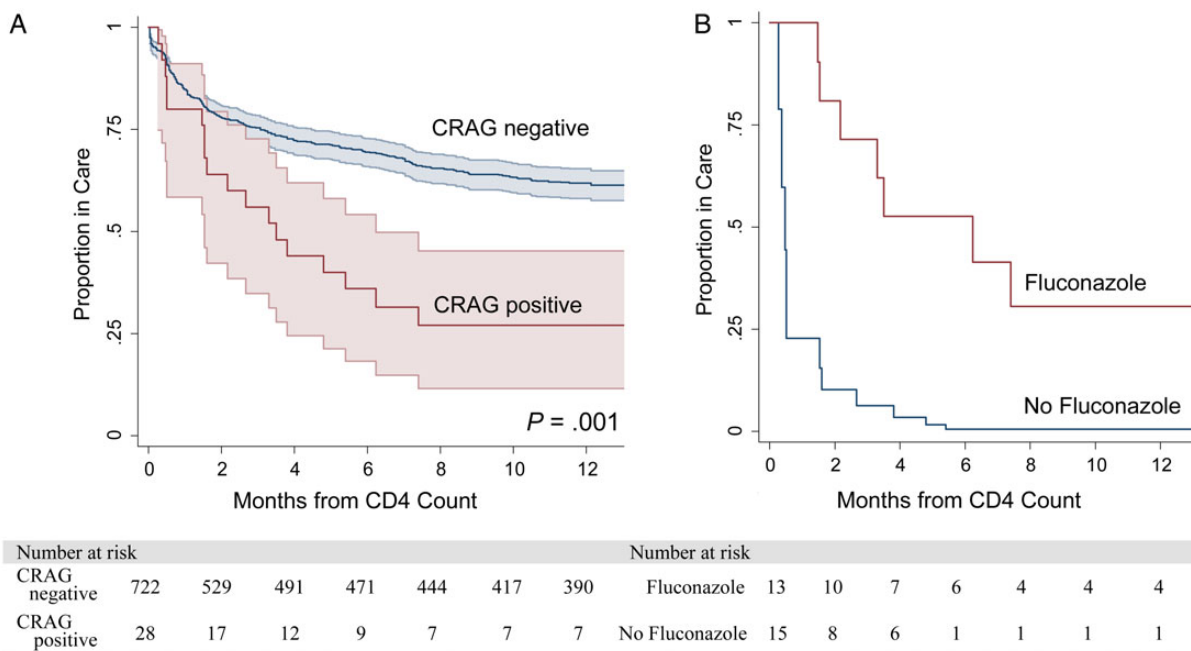 A
B
1
.75
.5
.25
0
Proportion in Care
CRAG negative
CRAG positive
P = .001
0 2 4 6 8 10 12
Months from CD4 Count
1
.75
.5
.25
0
Proportion in Care
Fluconazole
No Fluconazole
0 2 4 6 8 10 12
Months from CD4 Count
Number at risk Number at risk
CRAG
negative 722 529 491 471 444 417 390 Fluconazole 13 10 7 6 4 4 4
CRAG
positive 28 17 12 9 7 7 7 No Fluconazole 15 8 6 1 1 1 1